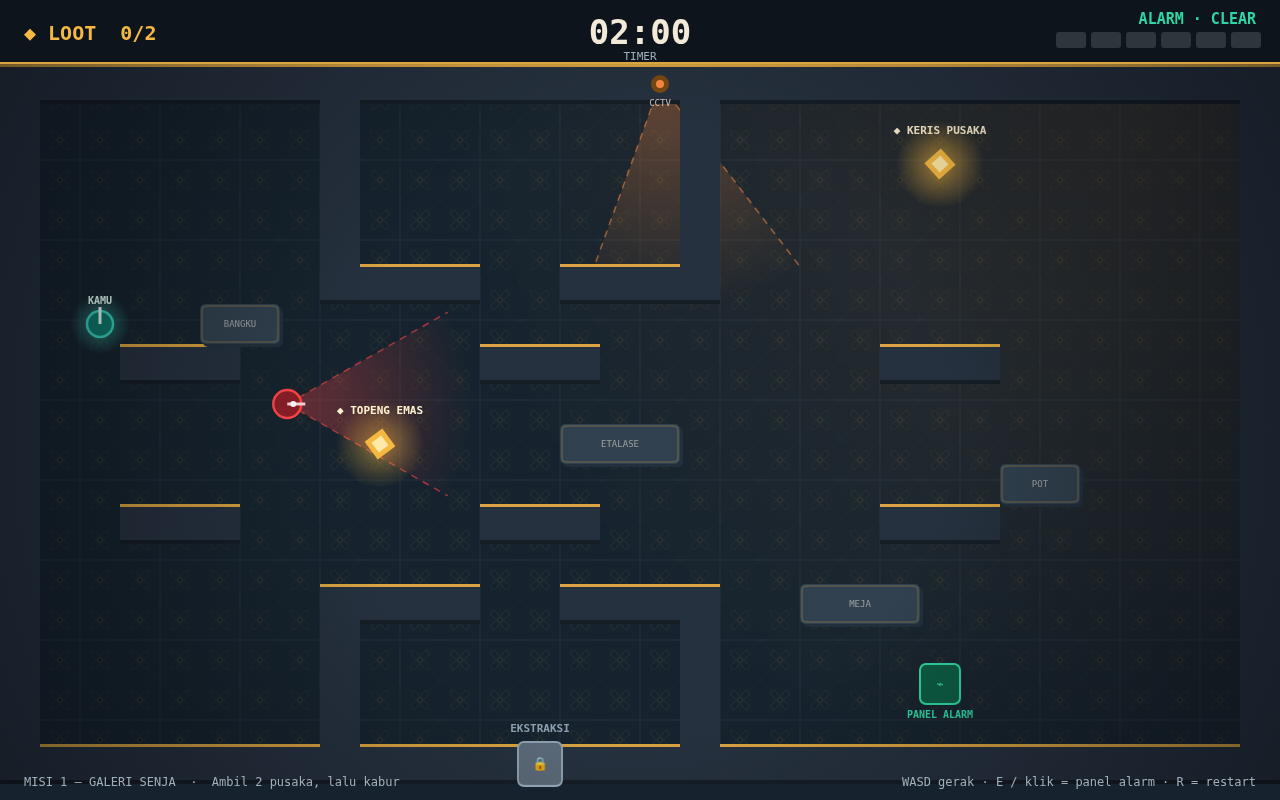 ◆ LOOT 0/2
02:00
TIMER
ALARM · CLEAR
CCTV
◆ KERIS PUSAKA
KAMU
BANGKU
◆ TOPENG EMAS
ETALASE
POT
MEJA
PANEL ALARM
EKSTRAKSI
MISI 1 — GALERI SENJA · Ambil 2 pusaka, lalu kabur
WASD gerak · E / klik = panel alarm · R = restart